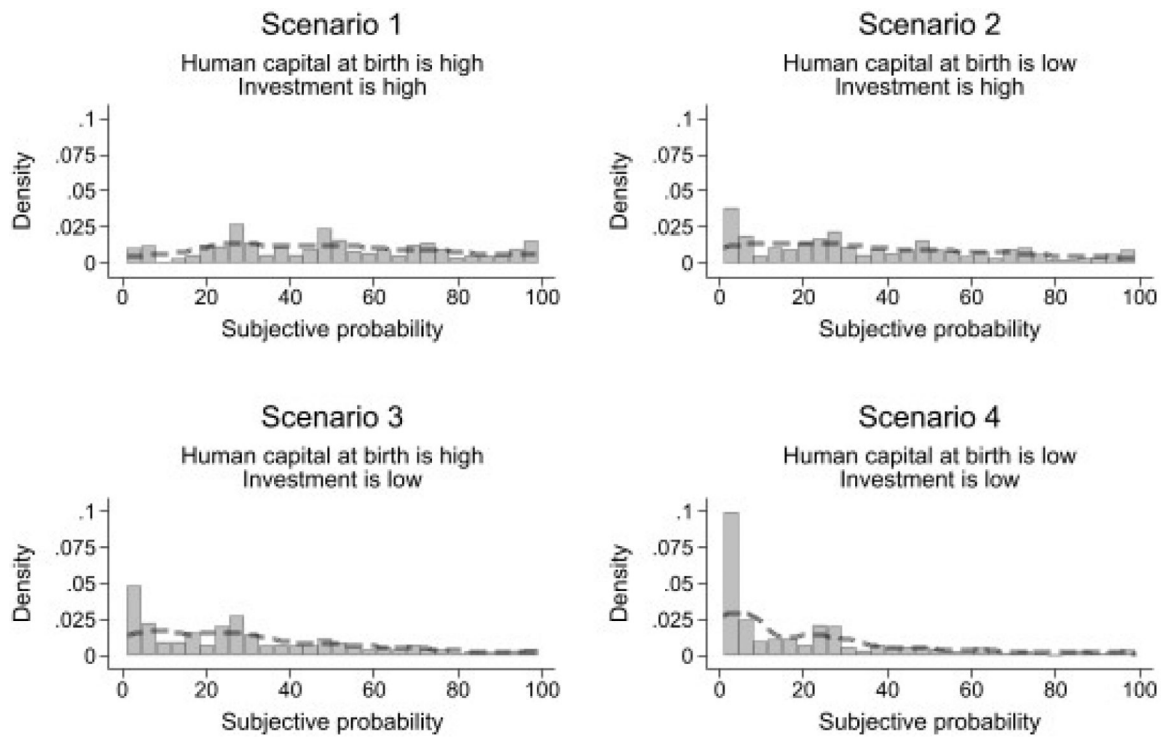 Scenario 1
Human capital at birth is high
Investment is high
.1
.075
.05
.025
0
Density
0 20 40 60 80 100
Subjective probability
Scenario 2
Human capital at birth is low
Investment is high
.1
.075
.05
.025
0
Density
0 20 40 60 80 100
Subjective probability
Scenario 3
Human capital at birth is high
Investment is low
.1
.075
.05
.025
0
Density
0 20 40 60 80 100
Subjective probability
Scenario 4
Human capital at birth is low
Investment is low
.1
.075
.05
.025
0
Density
0 20 40 60 80 100
Subjective probability